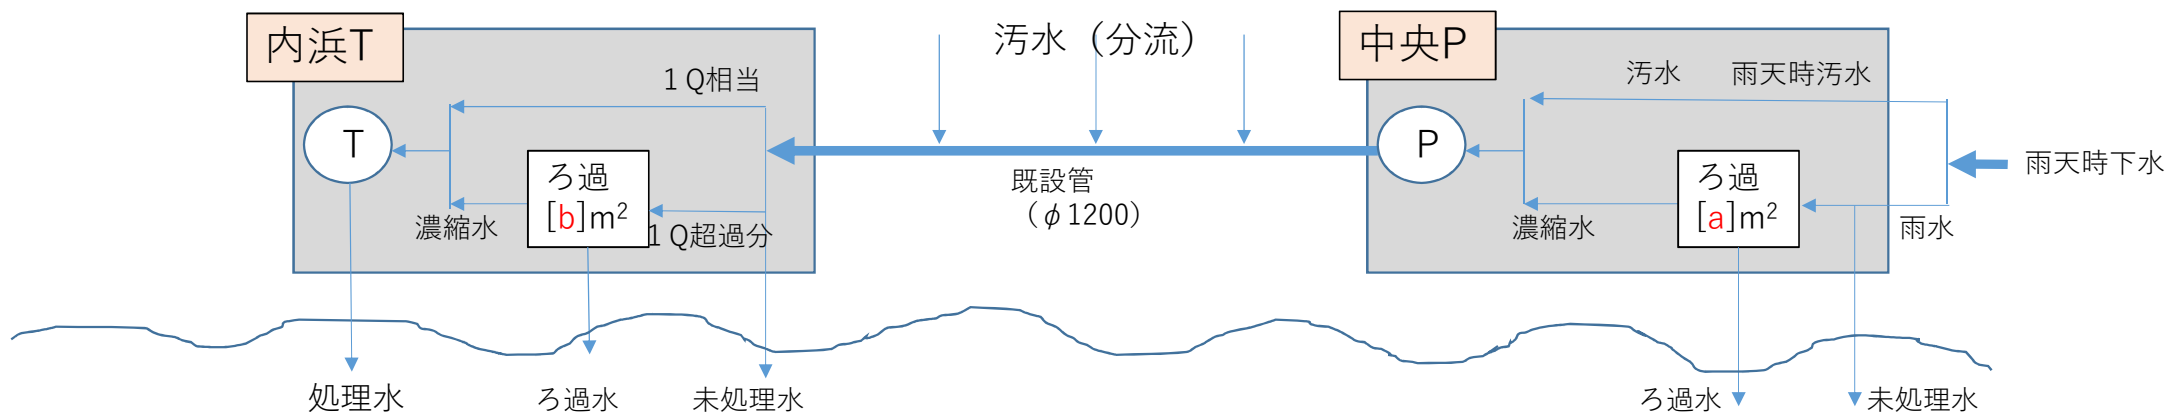 内浜T
汚水（分流）
中央P
１Q相当
汚水
雨天時汚水
T
P
ろ過
[b]m²
既設管
（φ1200）
ろ過
[a]m²
雨天時下水
濃縮水
１Q超過分
濃縮水
雨水
処理水
ろ過水
未処理水
ろ過水
未処理水